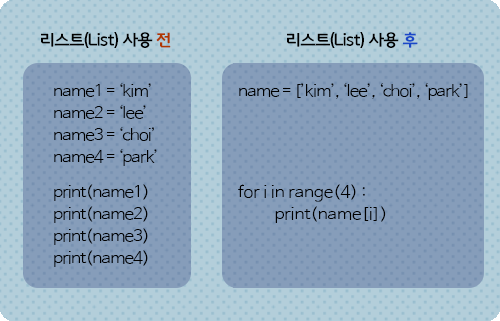 리스트(List) 사용 전
name1 = ‘kim’
name2 = ‘lee’
name3 = ‘choi’
name4 = ‘park’
print(name1)
print(name2)
print(name3)
print(name4)
리스트(List) 사용 후
name = [‘kim’, ‘lee’, ‘choi’, ‘park’]
for i in range(4) :
print(name[i])